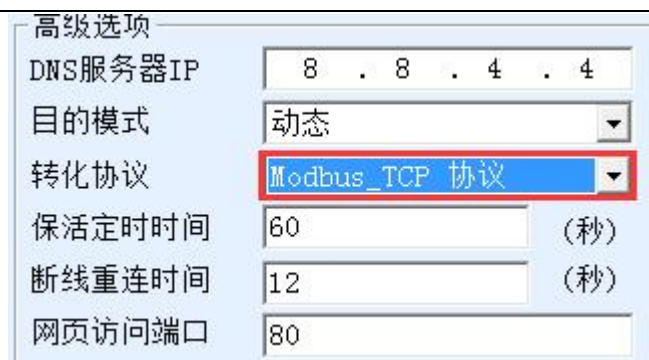 高级选项
DNS服务器IP 8 . 8 . 4 . 4
目的模式 动态
转化协议 Modbus_TCP 协议
保活定时时间 60 (秒)
断线重连时间 12 (秒)
网页访问端口 80